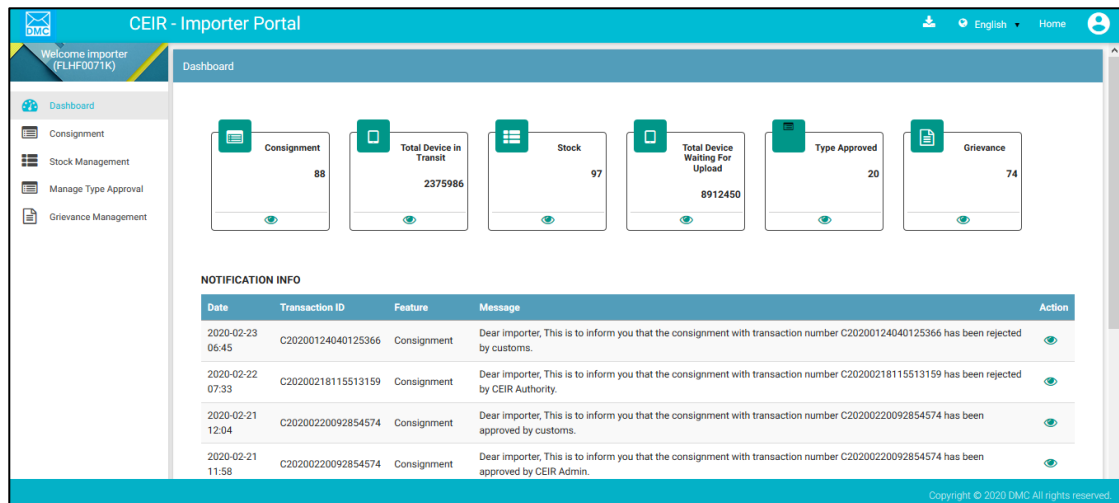 DMC
CEIR - Importer Portal
English
Home
Welcome importer
(FLHF0071K)
Dashboard
Dashboard
Consignment
Stock Management
Manage Type Approval
Grievance Management
Consignment
88
Total Device in
Transit
2375986
Stock
97
Total Device
Waiting For
Upload
8912450
Type Approved
20
Grievance
74
NOTIFICATION INFO
Date Transaction ID Feature Message Action
2020-02-23
06:45
C20200124040125366 Consignment
Dear importer, This is to inform you that the consignment with transaction number C20200124040125366 has been rejected
by customs.
2020-02-22
07:33
C20200218115513159 Consignment
Dear importer, This is to inform you that the consignment with transaction number C20200218115513159 has been rejected
by CEIR Authority.
2020-02-21
12:04
C20200220092854574 Consignment
Dear importer, This is to inform you that the consignment with transaction number C20200220092854574 has been
approved by customs.
2020-02-21
11:58
C20200220092854574 Consignment
Dear importer, This is to inform you that the consignment with transaction number C20200220092854574 has been
approved by CEIR Admin.
Copyright © 2020 DMC All rights reserved.